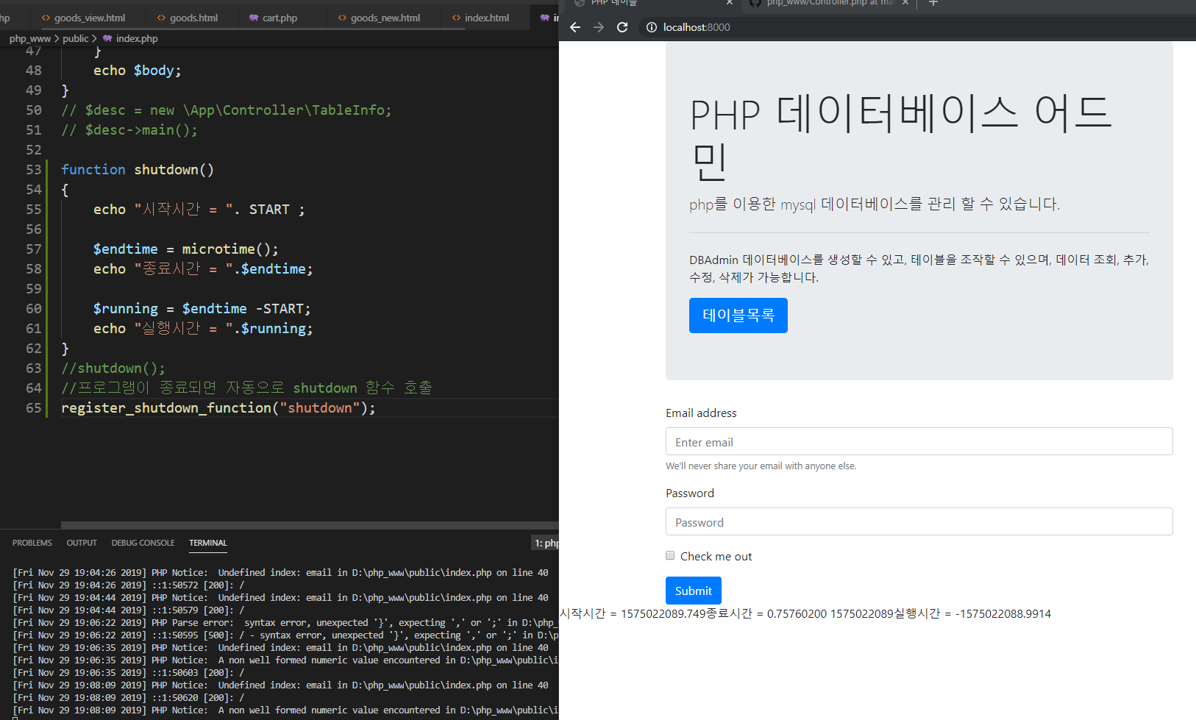 hp
goods_view.html
goods.html
cart.php
goods_new.html
index.html
php_www > public > index.php
47 }
48 echo $body;
49 }
50 // $desc = new \App\Controller\TableInfo;
51 // $desc->main();
52
53 function shutdown()
54 {
55 echo "시작시간 = ". START ;
56
57 $endtime = microtime();
58 echo "종료시간 = ".$endtime;
59
60 $running = $endtime -START;
61 echo "실행시간 = ".$running;
62 }
63 //shutdown();
64 //프로그램이 종료되면 자동으로 shutdown 함수 호출
65 register_shutdown_function("shutdown");
PROBLEMS OUTPUT DEBUG CONSOLE TERMINAL 1: php
[Fri Nov 29 19:04:26 2019] PHP Notice:  Undefined index: email in D:\php_www\public\index.php on line 40
[Fri Nov 29 19:04:26 2019] ::1:50572 [200]: /
[Fri Nov 29 19:04:44 2019] PHP Notice:  Undefined index: email in D:\php_www\public\index.php on line 40
[Fri Nov 29 19:04:44 2019] ::1:50579 [200]: /
[Fri Nov 29 19:06:22 2019] PHP Parse error:  syntax error, unexpected '}', expecting ',' or ';' in D:\php_w
[Fri Nov 29 19:06:22 2019] ::1:50595 [500]: / - syntax error, unexpected '}', expecting ',' or ';' in D:\p
[Fri Nov 29 19:06:35 2019] PHP Notice:  Undefined index: email in D:\php_www\public\index.php on line 40
[Fri Nov 29 19:06:35 2019] PHP Notice:  A non well formed numeric value encountered in D:\php_www\public\i
[Fri Nov 29 19:06:35 2019] ::1:50603 [200]: /
[Fri Nov 29 19:08:09 2019] PHP Notice:  Undefined index: email in D:\php_www\public\index.php on line 40
[Fri Nov 29 19:08:09 2019] ::1:50620 [200]: /
[Fri Nov 29 19:08:09 2019] PHP Notice:  A non well formed numeric value encountered in D:\php_www\public\i
PHP 테이블
php_www/Controller.php at ma
localhost:8000
PHP 데이터베이스 어드
민
php를 이용한 mysql 데이터베이스를 관리 할 수 있습니다.
DBAdmin 데이터베이스를 생성할 수 있고, 테이블을 조작할 수 있으며, 데이터 조회, 추가,
수정, 삭제가 가능합니다.
테이블목록
Email address
Enter email
We'll never share your email with anyone else.
Password
Password
Check me out
Submit
시작시간 = 1575022089.749종료시간 = 0.75760200 1575022089실행시간 = -1575022088.9914